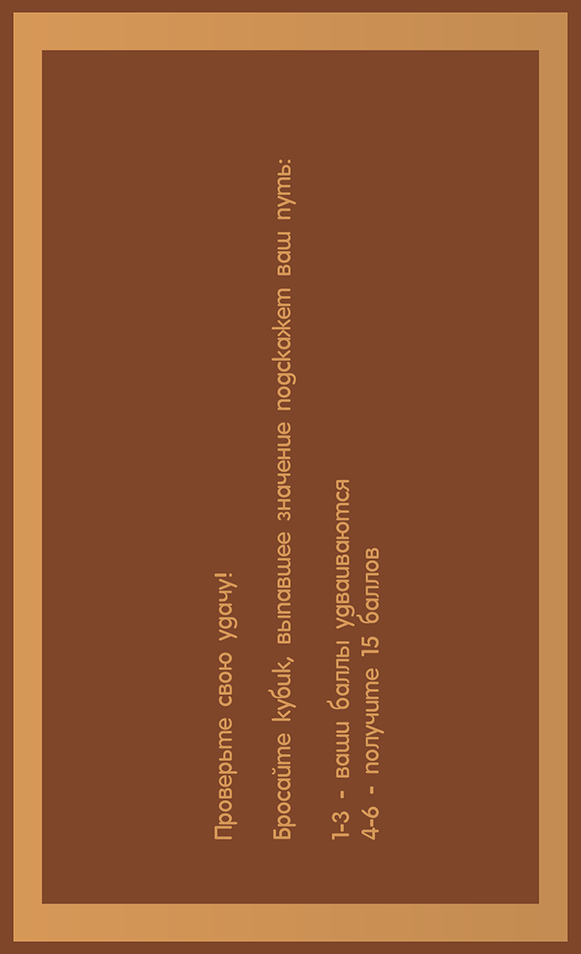 Проверьте свою удачу!
Бросайте кубик, выпавшее значение подскажет ваш путь:
1-3 - ваши баллы удваиваются
4-6 - получите 15 баллов